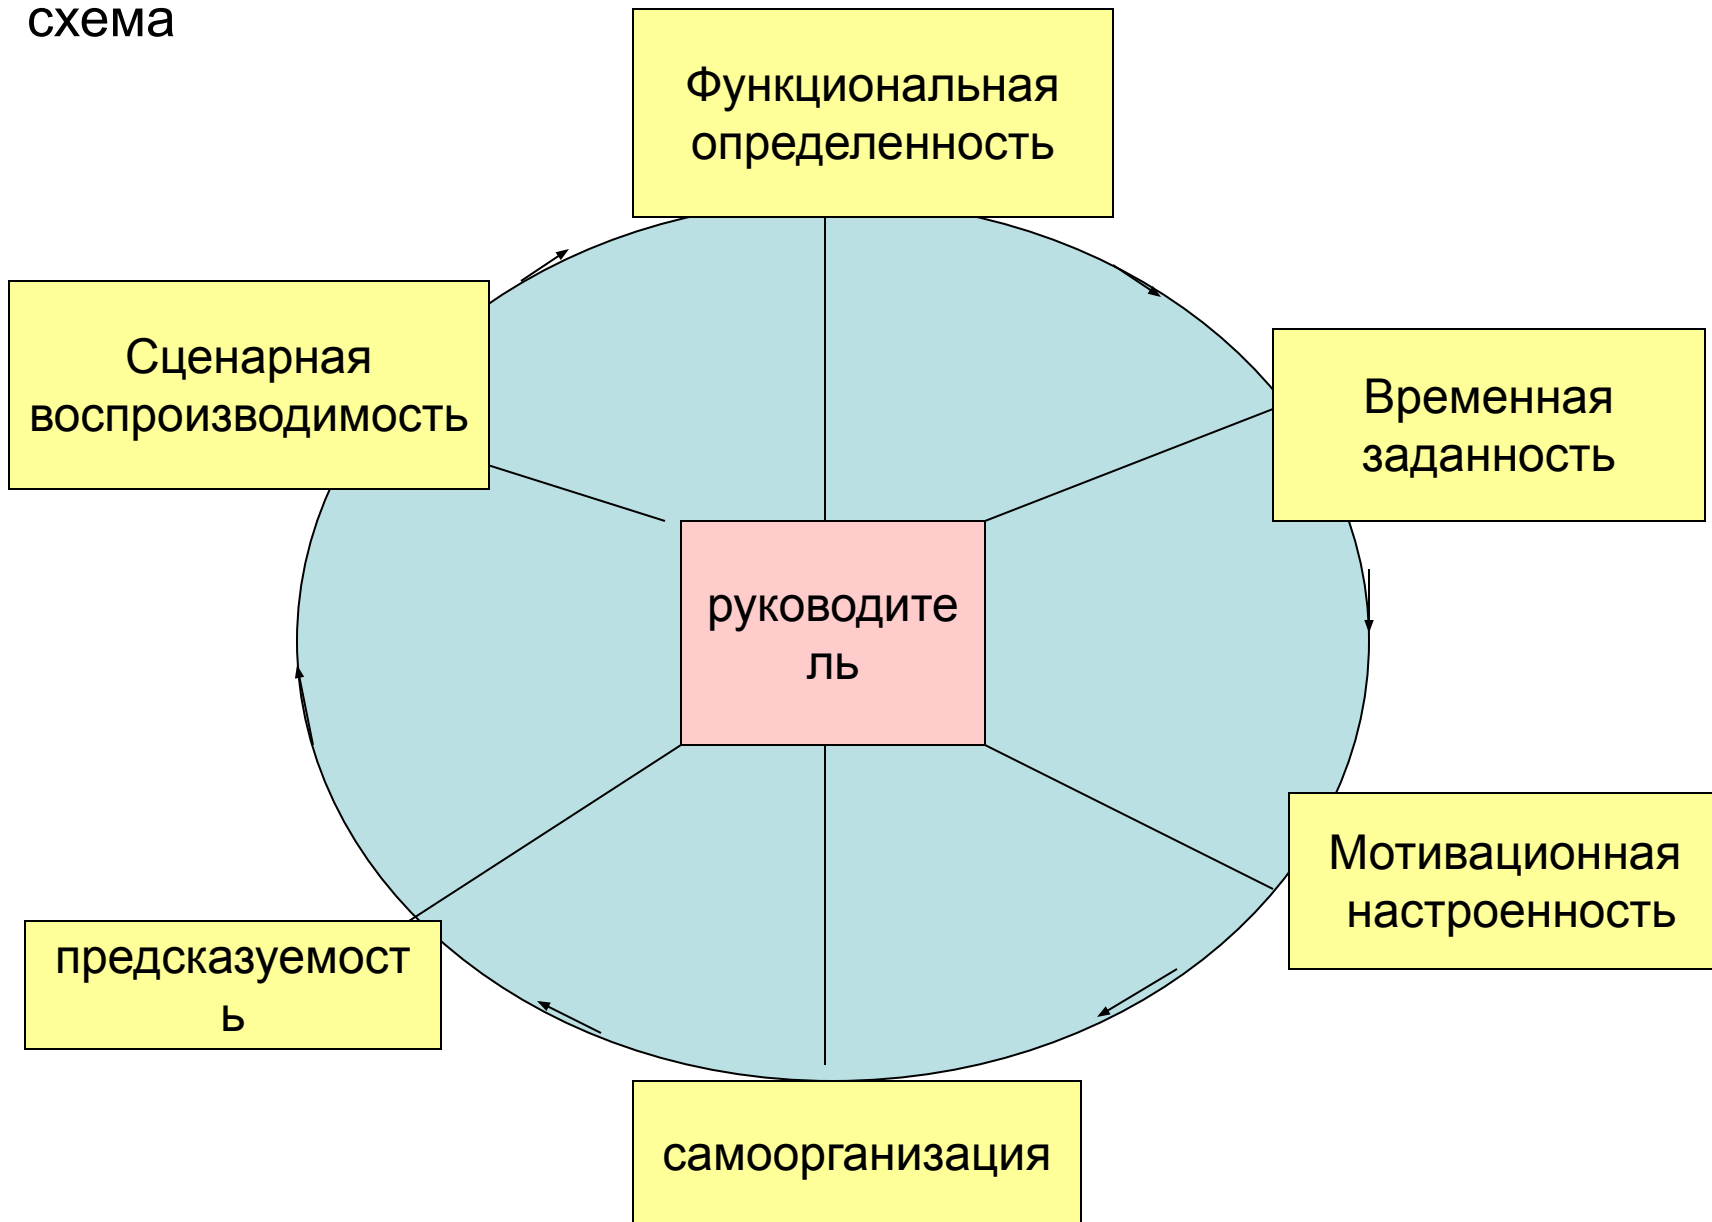 схема
Функциональная
определенность
Сценарная
воспроизводимость
Временная
заданность
руководите
ль
Мотивационная
настроенность
предсказуемост
ь
самоорганизация